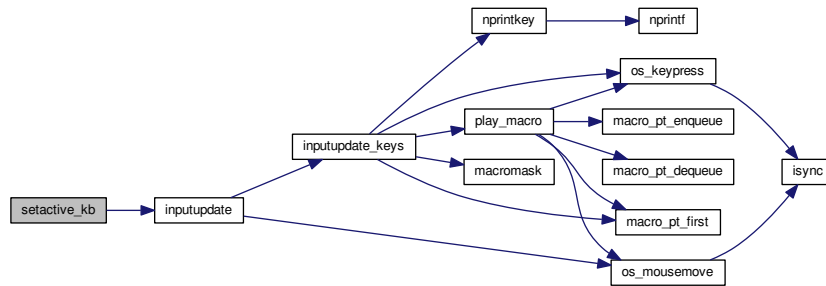 nprintkey
nprintf
os_keypress
play_macro
macro_pt_enqueue
inputupdate_keys
macromask
macro_pt_dequeue
isync
setactive_kb
inputupdate
macro_pt_first
os_mousemove